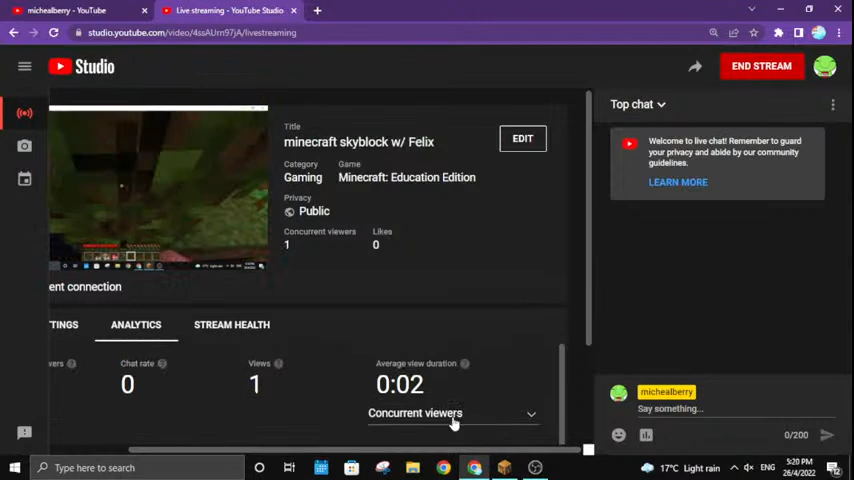 michealberry - YouTube
Live streaming - YouTube Studio
studio.youtube.com/video/4ssAUrn97jA/livestreaming
Studio
END STREAM
Title
minecraft skyblock w/ Felix
EDIT
Category
Game
Gaming
Minecraft: Education Edition
Privacy
Public
Concurrent viewers
Likes
1
0
ent connection
TINGS
ANALYTICS
STREAM HEALTH
vers
Chat rate
Views
Average view duration
0
1
0:02
Concurrent viewers
Top chat
Welcome to live chat! Remember to guard
your privacy and abide by our community
guidelines.
LEARN MORE
michealberry
Say something...
0/200
Type here to search
17°C Light rain
ENG
5:20 PM
26/4/2022